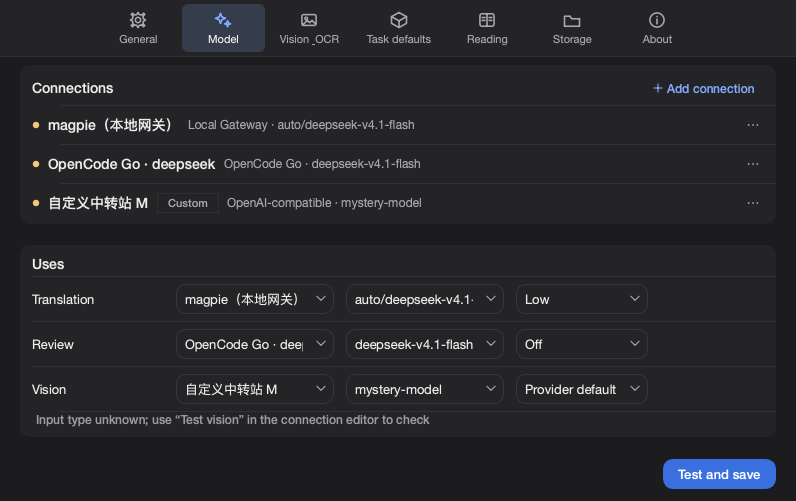 General
Model
Vision _OCR
Task defaults
Reading
Storage
About
Connections
+ Add connection
magpie（本地网关） Local Gateway · auto/deepseek-v4.1-flash ···
OpenCode Go · deepseek OpenCode Go · deepseek-v4.1-flash ···
自定义中转站 M Custom OpenAI-compatible · mystery-model ···
Uses
Translation magpie（本地网关） auto/deepseek-v4.1- Low
Review OpenCode Go · deep deepseek-v4.1-flash Off
Vision 自定义中转站 M mystery-model Provider default
Input type unknown; use “Test vision” in the connection editor to check
Test and save